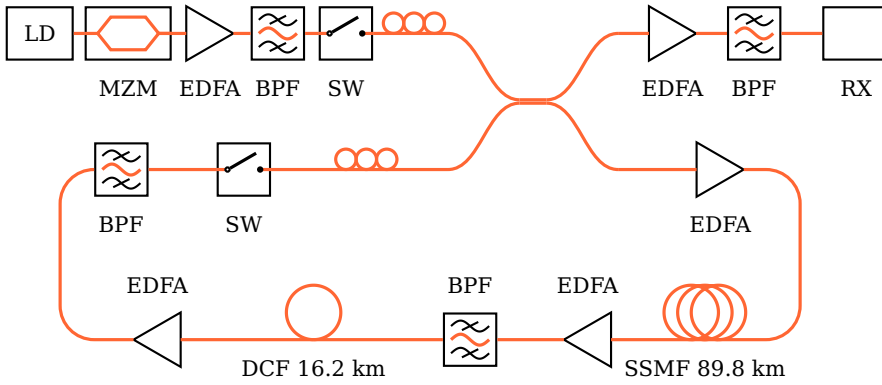 LD
MZM
EDFA
BPF
SW
EDFA
BPF
RX
BPF
SW
EDFA
EDFA
BPF
EDFA
DCF 16.2 km
SSMF 89.8 km